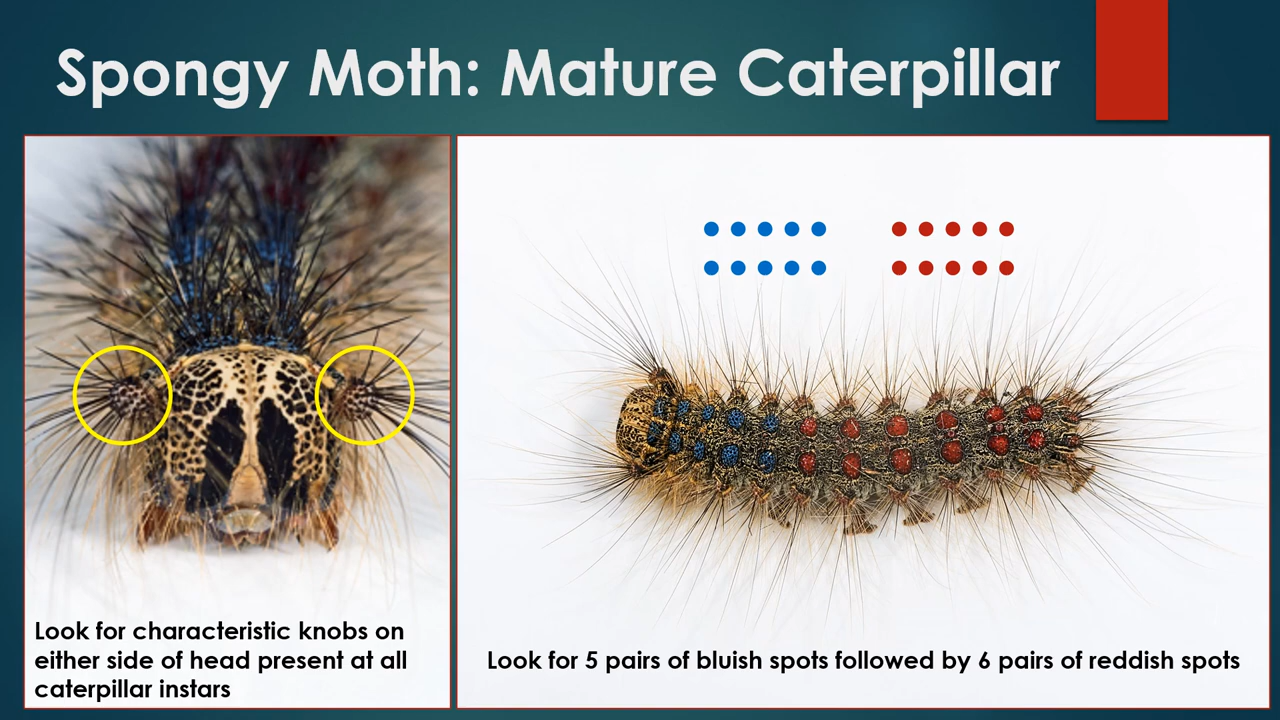 Spongy Moth: Mature Caterpillar
Look for characteristic knobs on
either side of head present at all
caterpillar instars
Look for 5 pairs of bluish spots followed by 6 pairs of reddish spots